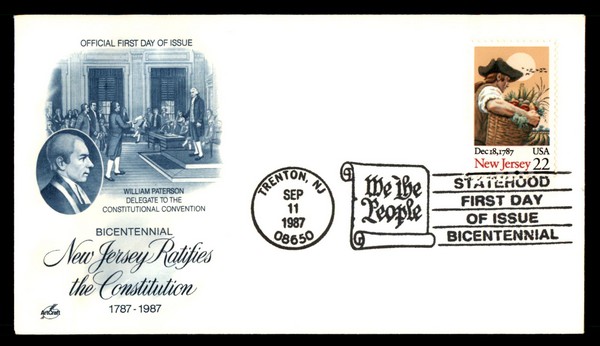 OFFICIAL FIRST DAY OF ISSUE
WILLIAM PATERSON
DELEGATE TO THE
CONSTITUTIONAL CONVENTION
BICENTENNIAL
New Jersey Ratifies
the Constitution
1787 - 1987
ArtCraft
Dec 18, 1787 USA
New Jersey 22
TRENTON, NJ
SEP
11
1987
08650
We the
People
STATEHOOD
FIRST DAY
OF ISSUE
BICENTENNIAL